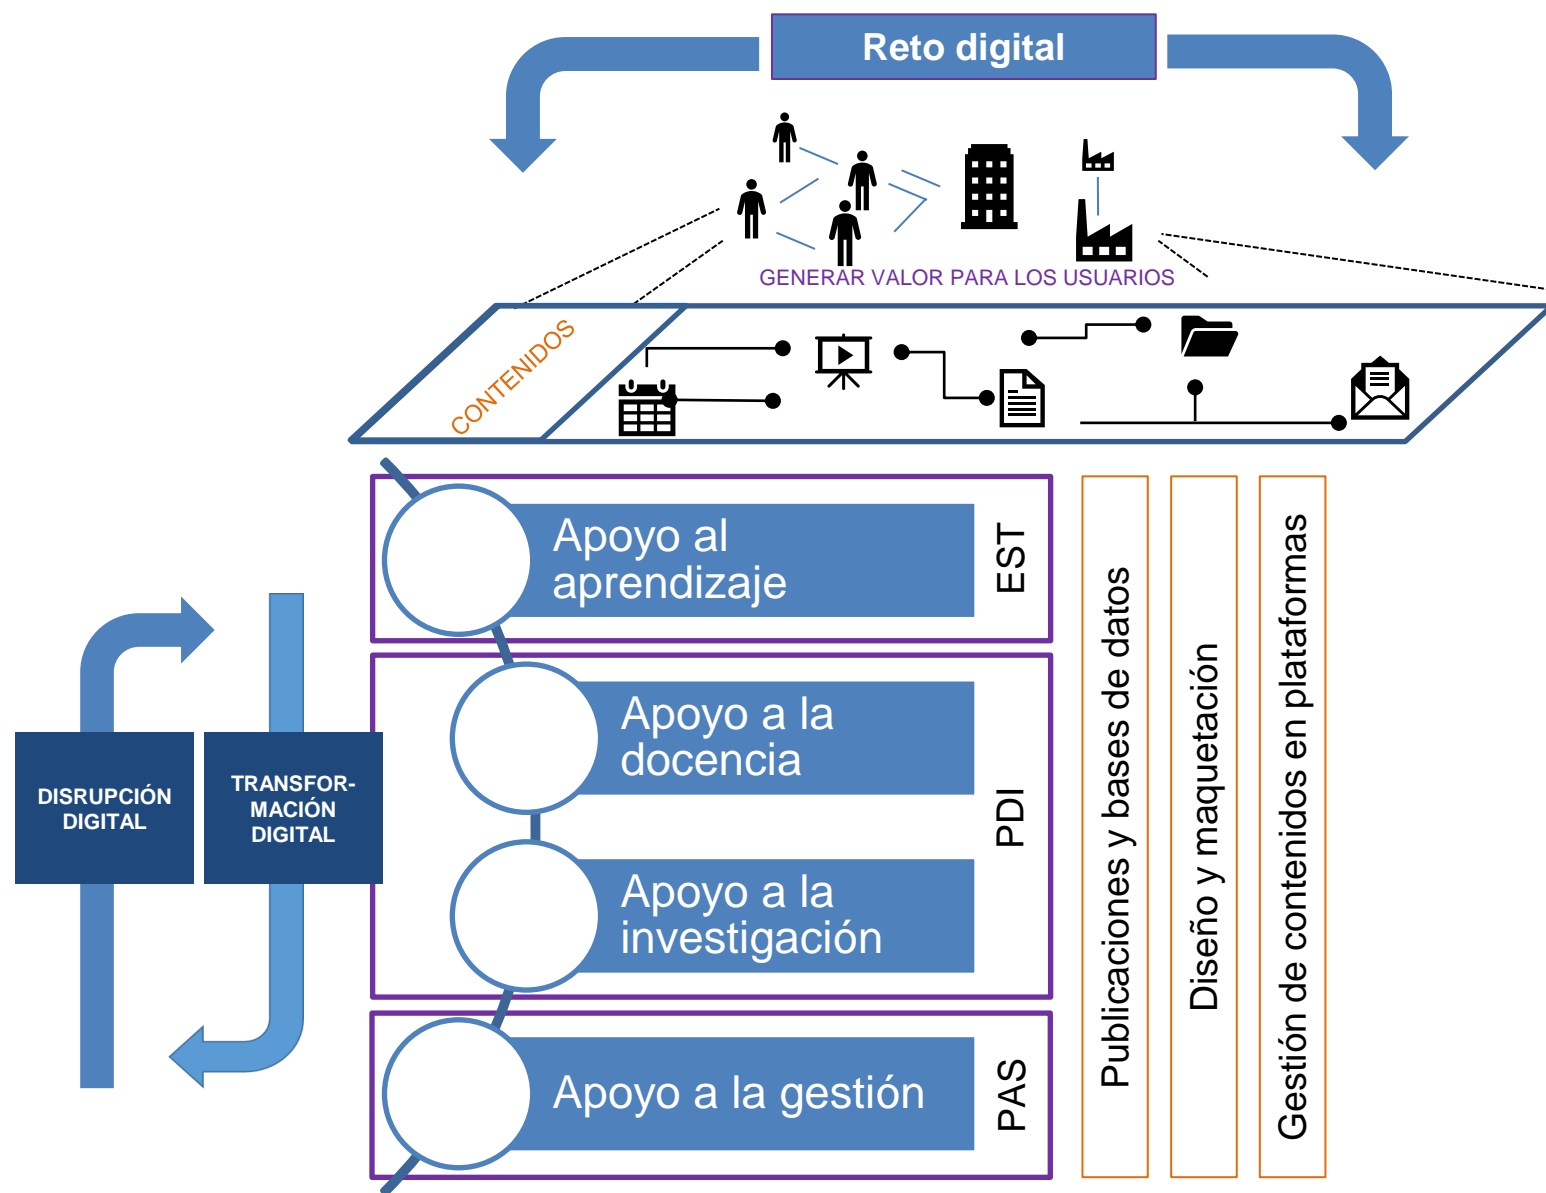 Reto digital
GENERAR VALOR PARA LOS USUARIOS
CONTENIDOS
Apoyo al
aprendizaje
EST
Apoyo a la
docencia
Apoyo a la
investigación
PDI
Apoyo a la gestión
PAS
Publicaciones y bases de datos
Diseño y maquetación
Gestión de contenidos en plataformas
DISRUPCIÓN
DIGITAL
TRANSFOR-
MACIÓN
DIGITAL